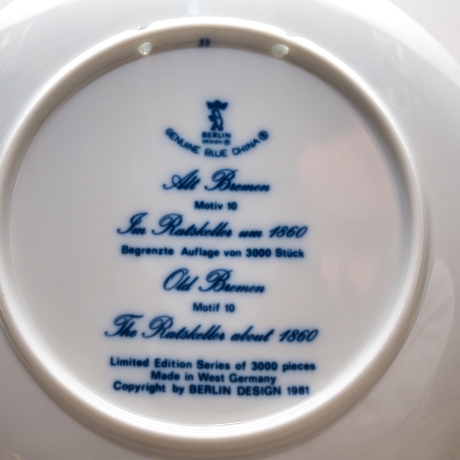 33
BERLIN
DESIGN
GENUINE BLUE CHINA
Alt Bremen
Motiv 10
Im Ratskeller um 1860
Begrenzte Auflage von 3000 Stück
Old Bremen
Motif 10
The Ratskeller about 1860
Limited Edition Series of 3000 pieces
Made in West Germany
Copyright by BERLIN DESIGN 1981